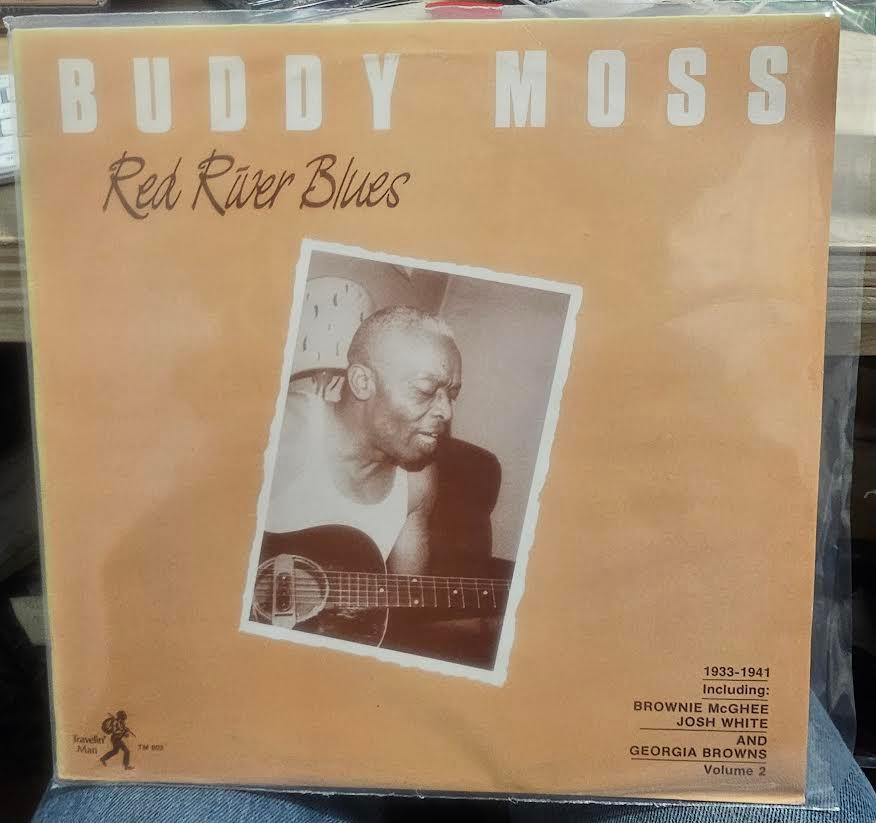 BUDDY MOSS
Red River Blues
1933-1941
Including:
BROWNIE McGHEE
JOSH WHITE
AND
GEORGIA BROWNS
Volume 2
Travelin'
Man
TM